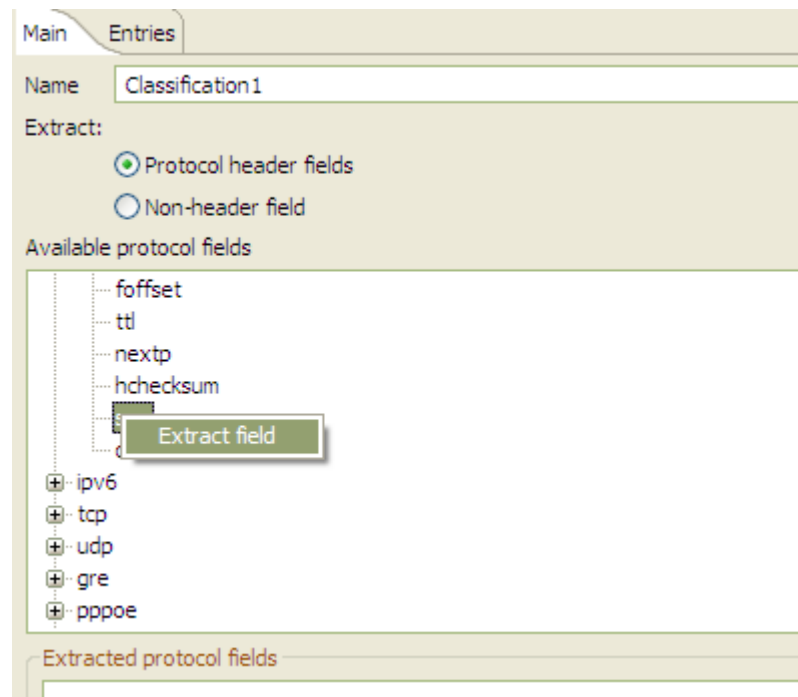 Main Entries
Name Classification1
Extract:
Protocol header fields
Non-header field
Available protocol fields
foffset
ttl
nextp
hchecksum
Extract field
ipv6
tcp
udp
gre
pppoe
Extracted protocol fields